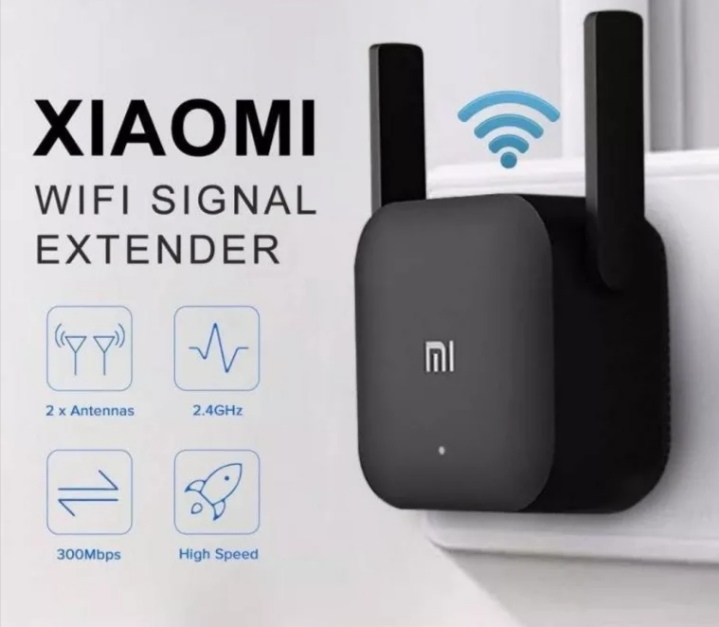 XIAOMI
WIFI SIGNAL
EXTENDER
2 x Antennas
2.4GHz
300Mbps
High Speed
mi